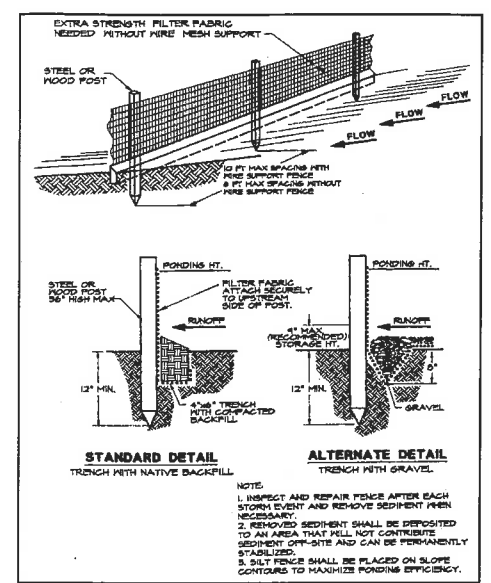 EXTRA STRENGTH FILTER FABRIC
NEEDED WITHOUT WIRE MESH SUPPORT
STEEL OR
WOOD POST
FLOW
FLOW
FLOW
10 FT MAX SPACING WITH
WIRE SUPPORT FENCE
6 FT MAX SPACING WITHOUT
WIRE SUPPORT FENCE
PONDING HT.
STEEL OR
WOOD POST
36" HIGH MAX
FILTER FABRIC
ATTACH SECURELY
TO UPSTREAM
SIDE OF POST.
RUNOFF
12" MIN.
4"x6" TRENCH
WITH COMPACTED
BACKFILL
STANDARD DETAIL
TRENCH WITH NATIVE BACKFILL
PONDING HT.
9" MAX.
(RECOMMENDED)
STORAGE HT.
RUNOFF
12" MIN.
GRAVEL
ALTERNATE DETAIL
TRENCH WITH GRAVEL
NOTE:
1. INSPECT AND REPAIR FENCE AFTER EACH
STORM EVENT AND REMOVE SEDIMENT WHEN
NECESSARY.
2. REMOVED SEDIMENT SHALL BE DEPOSITED
TO AN AREA THAT WILL NOT CONTRIBUTE
SEDIMENT OFF-SITE AND CAN BE PERMANENTLY
STABILIZED.
3. SILT FENCE SHALL BE PLACED ON SLOPE
CONTOURS TO MAXIMIZE PONDING EFFICIENCY.